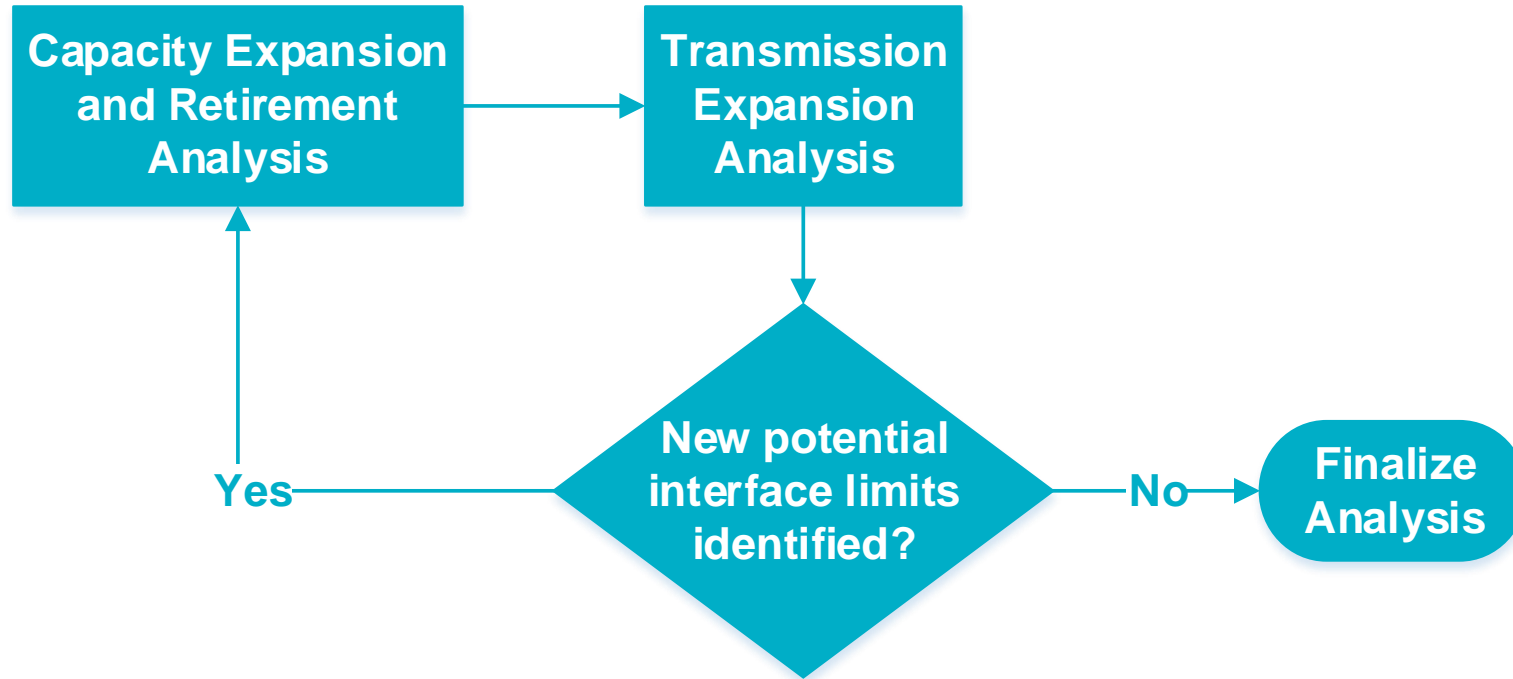 Capacity Expansion
and Retirement
Analysis
Transmission
Expansion
Analysis
New potential
interface limits
identified?
Yes
No
Finalize
Analysis